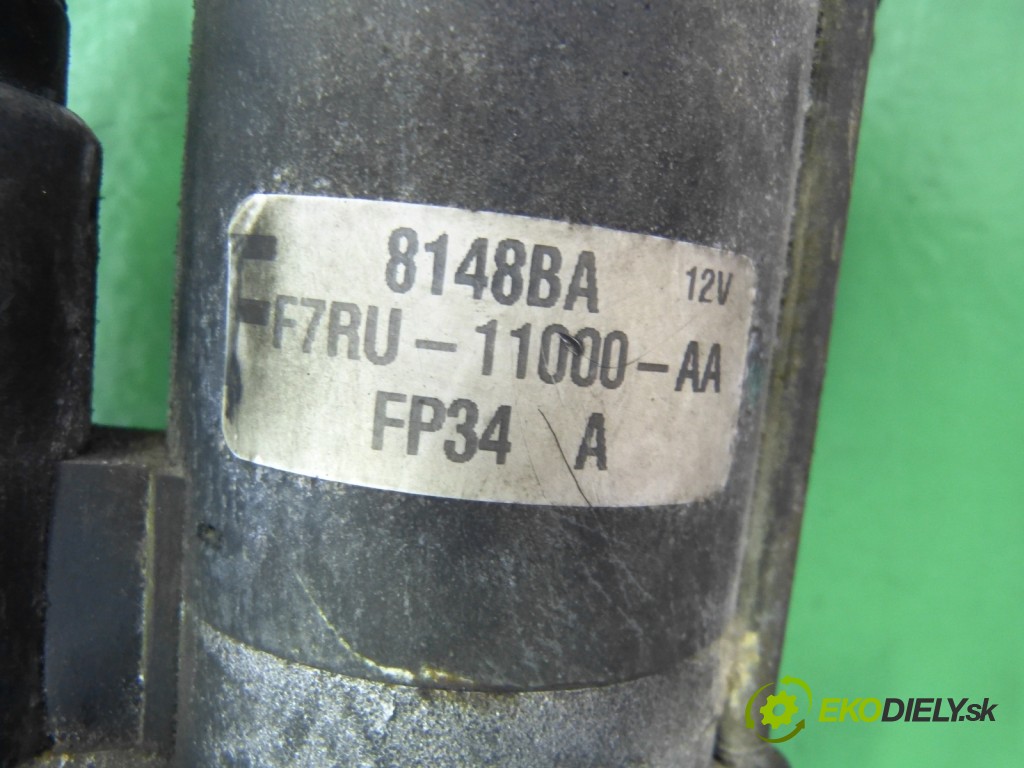 8148BA 12V
F7RU-11000-AA
FP34 A
EKODIELY.sk